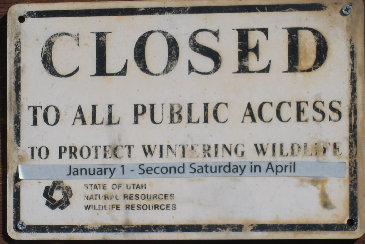 CLOSED
TO ALL PUBLIC ACCESS
TO PROTECT WINTERING WILDLIFE
January 1 - Second Saturday in April
STATE OF UTAH
NATURAL RESOURCES
WILDLIFE RESOURCES